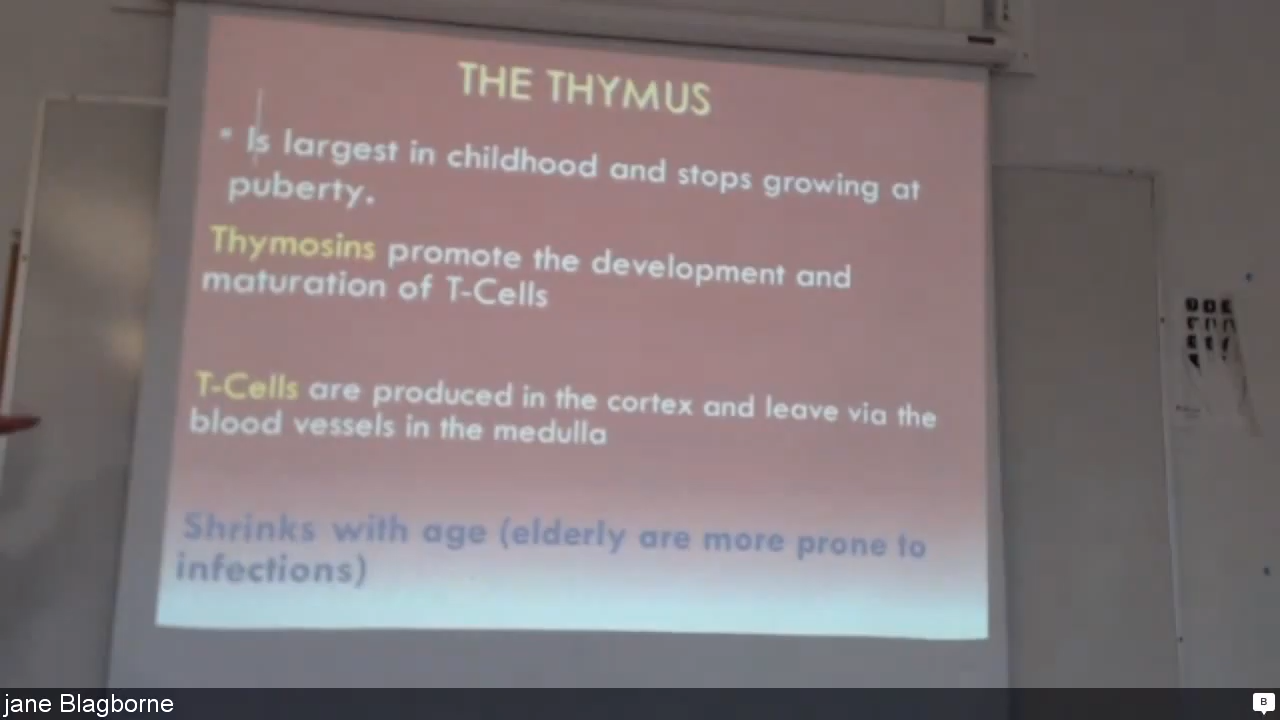 THE THYMUS
▪ Is largest in childhood and stops growing at
puberty.
Thymosins promote the development and
maturation of T-Cells
T-Cells are produced in the cortex and leave via the
blood vessels in the medulla
Shrinks with age (elderly are more prone to
infections)
jane Blagborne
B